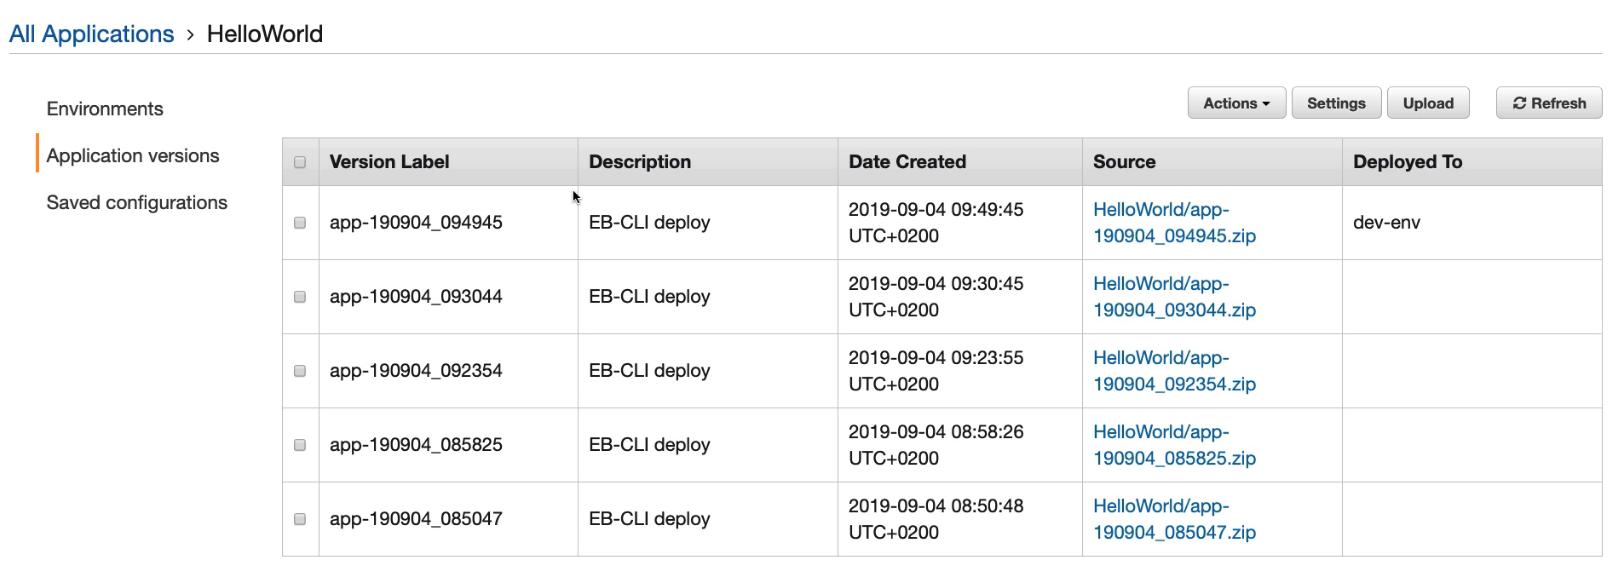 All Applications › HelloWorld
Environments
Application versions
Saved configurations
Actions Settings Upload Refresh
Version Label Description Date Created Source Deployed To
app-190904_094945 EB-CLI deploy 2019-09-04 09:49:45 HelloWorld/app- dev-env
UTC+0200 190904_094945.zip
app-190904_093044 EB-CLI deploy 2019-09-04 09:30:45 HelloWorld/app-
UTC+0200 190904_093044.zip
app-190904_092354 EB-CLI deploy 2019-09-04 09:23:55 HelloWorld/app-
UTC+0200 190904_092354.zip
app-190904_085825 EB-CLI deploy 2019-09-04 08:58:26 HelloWorld/app-
UTC+0200 190904_085825.zip
app-190904_085047 EB-CLI deploy 2019-09-04 08:50:48 HelloWorld/app-
UTC+0200 190904_085047.zip